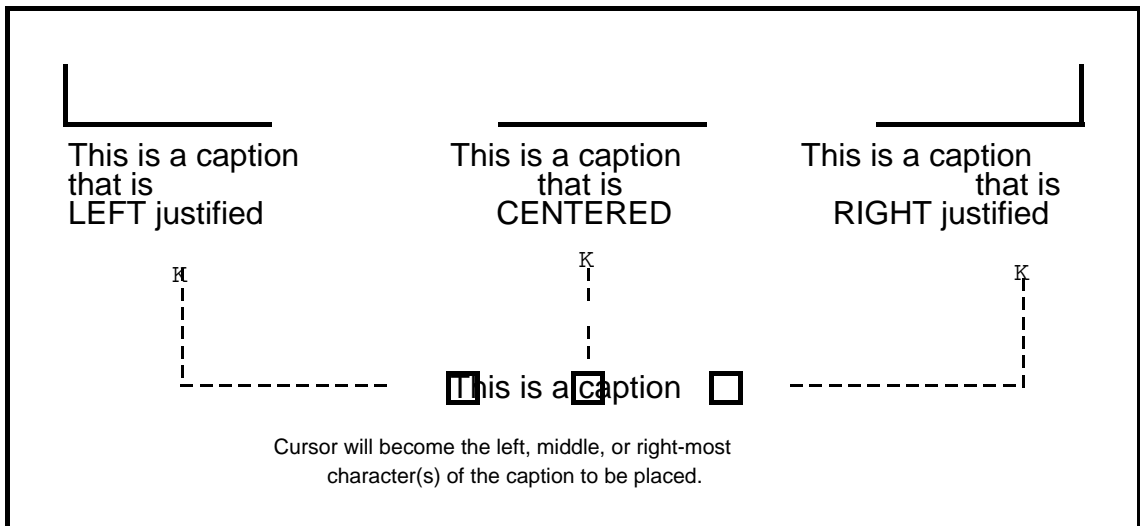 This is a caption
that is
LEFT justified
This is a caption
that is
CENTERED
This is a caption
that is
RIGHT justified
K
K
K
This is a caption
Cursor will become the left, middle, or right-most
character(s) of the caption to be placed.